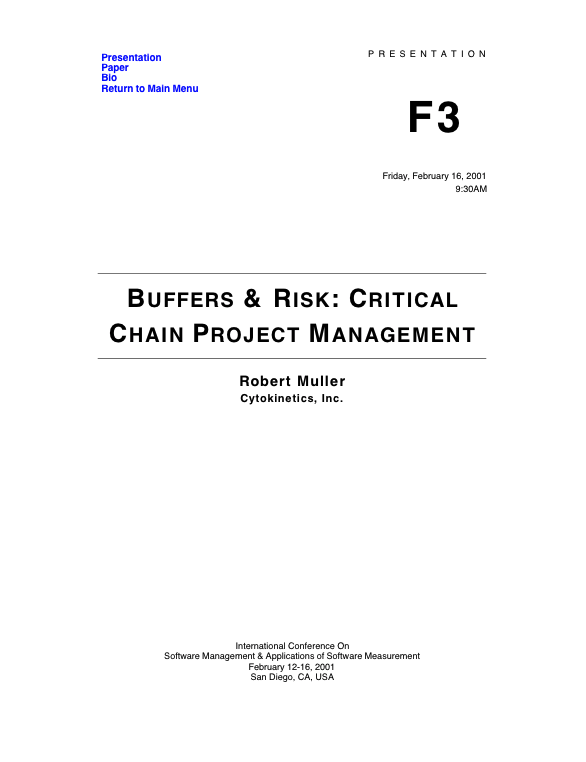 Presentation
Paper
Bio
Return to Main Menu
PRESENTATION
F3
Friday, February 16, 2001
9:30AM
BUFFERS & RISK: CRITICAL
CHAIN PROJECT MANAGEMENT
Robert Muller
Cytokinetics, Inc.
International Conference On
Software Management & Applications of Software Measurement
February 12-16, 2001
San Diego, CA, USA